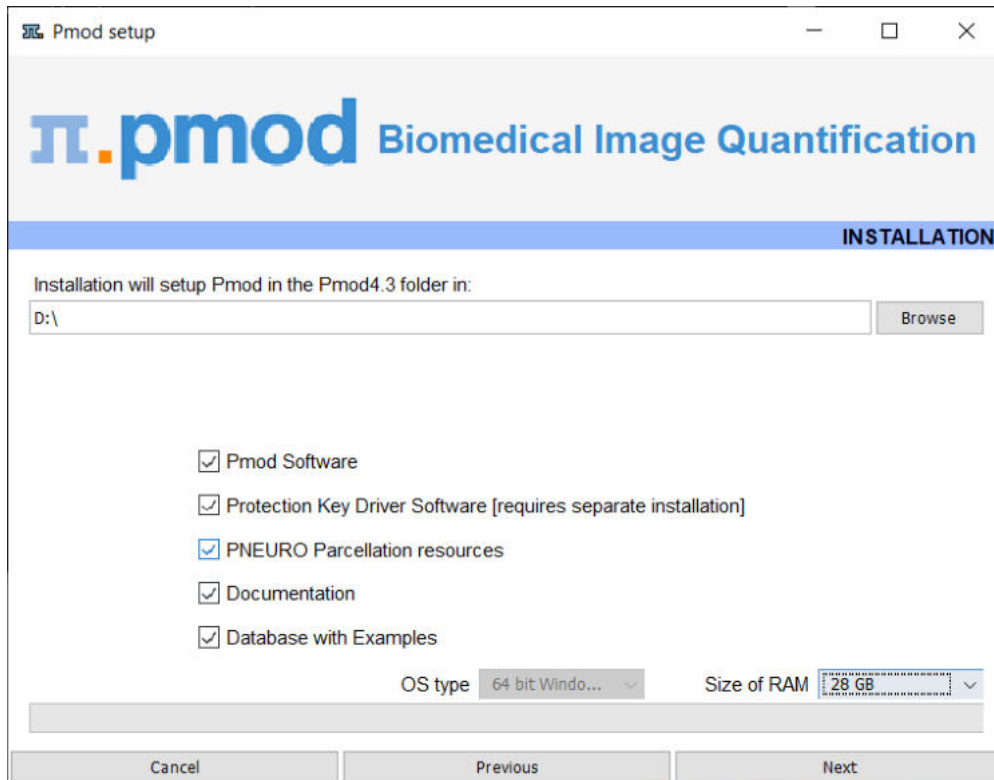 Pmod setup
π.pmod Biomedical Image Quantification
INSTALLATION
Installation will setup Pmod in the Pmod4.3 folder in:
D:\ Browse
Pmod Software
Protection Key Driver Software [requires separate installation]
PNEURO Parcellation resources
Documentation
Database with Examples
OS type 64 bit Windo... Size of RAM 28 GB
Cancel Previous Next